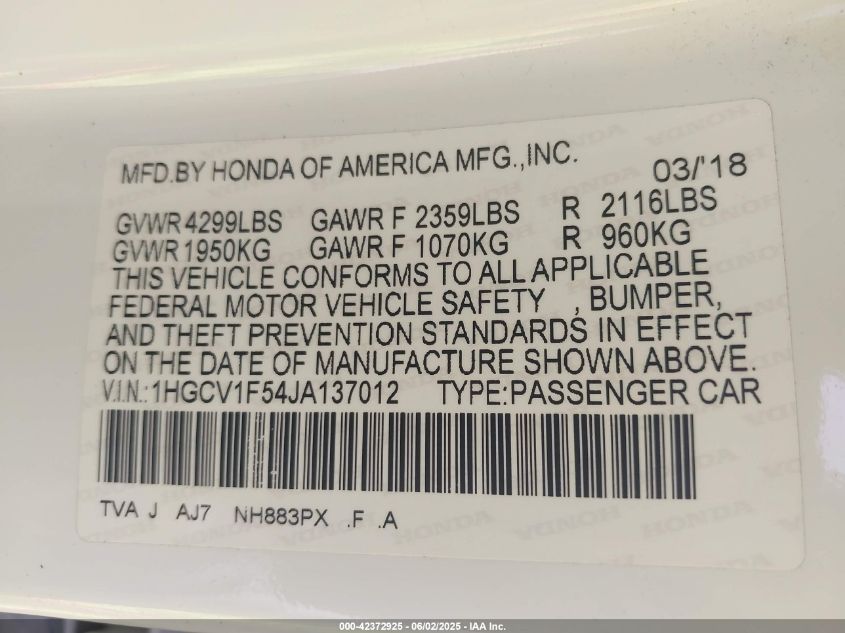 MFD.BY HONDA OF AMERICA MFG.,INC. 03/'18
GVWR 4299LBS GAWR F 2359LBS R 2116LBS
GVWR 1950KG GAWR F 1070KG R 960KG
THIS VEHICLE CONFORMS TO ALL APPLICABLE
FEDERAL MOTOR VEHICLE SAFETY , BUMPER,
AND THEFT PREVENTION STANDARDS IN EFFECT
ON THE DATE OF MANUFACTURE SHOWN ABOVE.
V.I.N.:1HGCV1F54JA137012 TYPE:PASSENGER CAR
TVA J AJ7 NH883PX .F .A
000-42372925 - 06/02/2025 - IAA Inc.